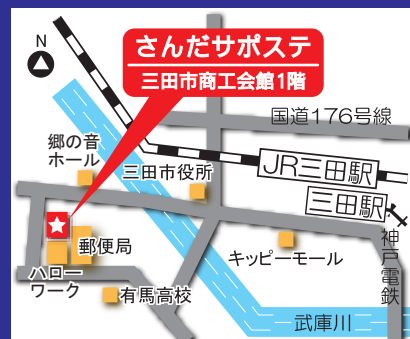 さんだサポステ
三田市商工会館1階
N
国道176号線
郷の音
ホール
三田市役所
JR三田駅
三田駅
神戸電鉄
郵便局
ハロー
ワーク
キッピーモール
有馬高校
武庫川